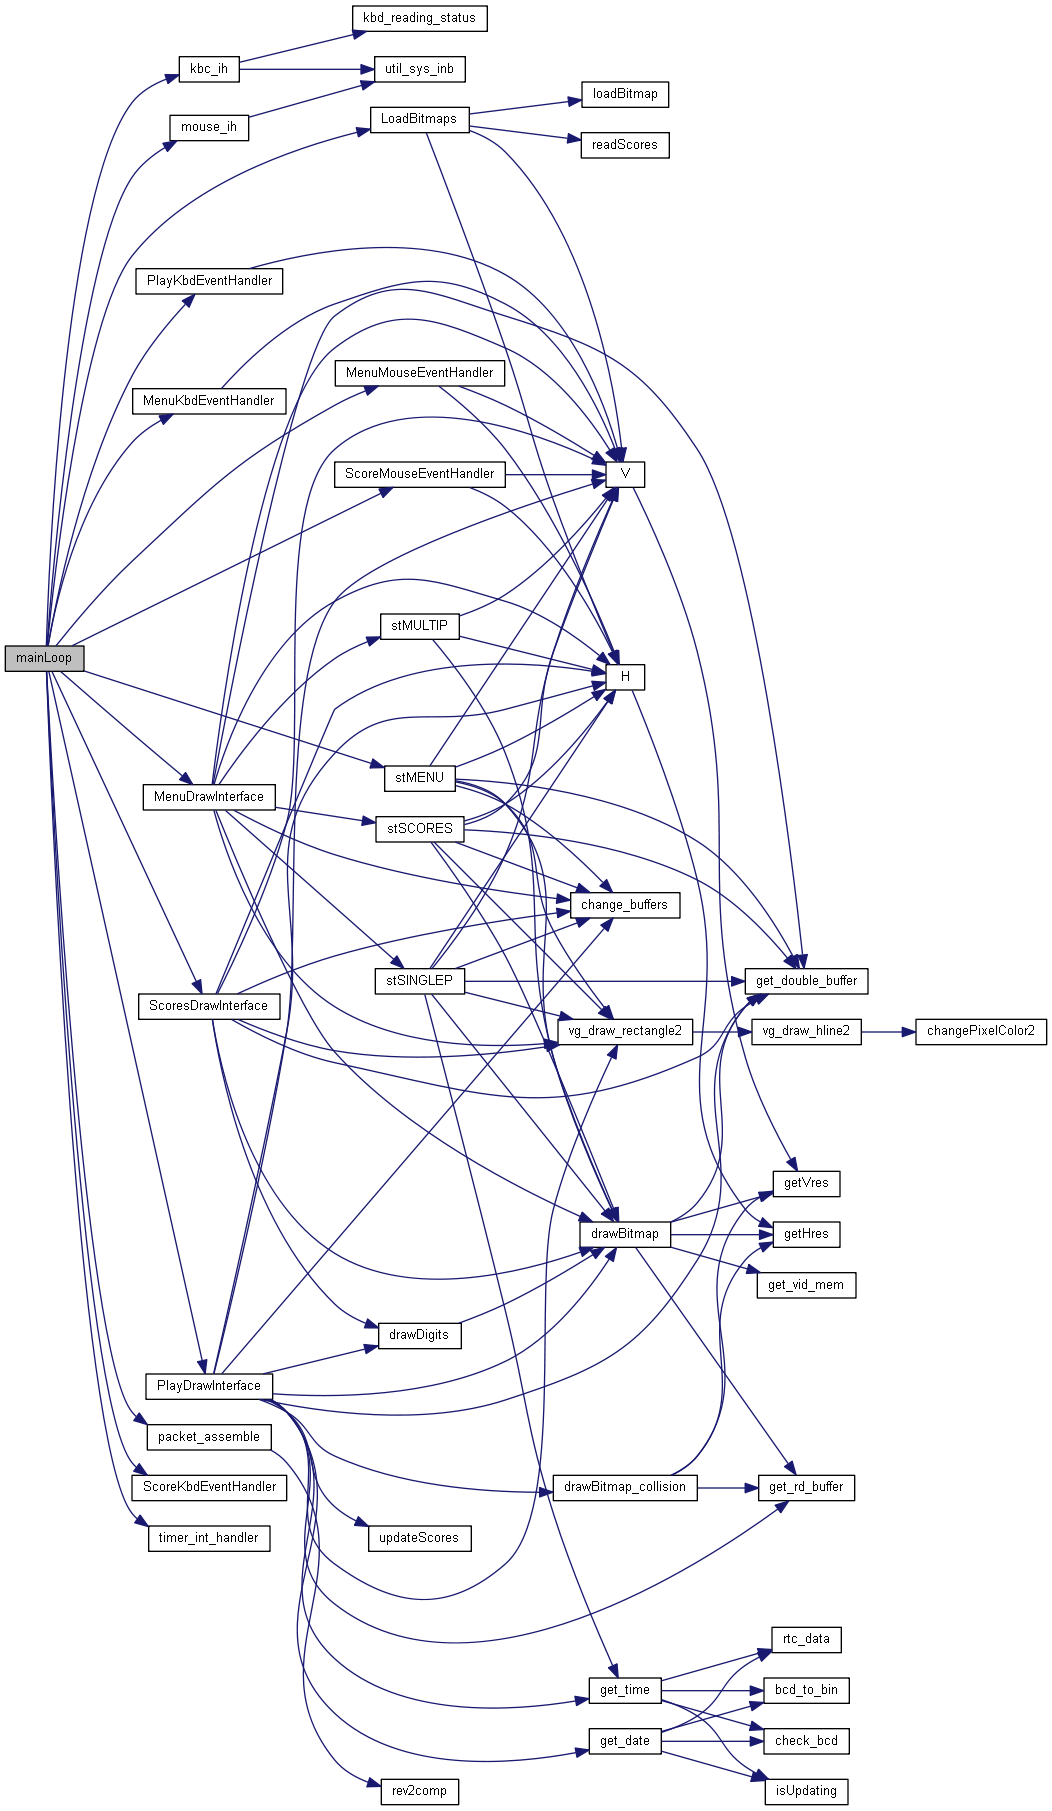 kbd_reading_status
kbc_ih
util_sys_inb
loadBitmap
LoadBitmaps
mouse_ih
readScores
PlayKbdEventHandler
MenuMouseEventHandler
MenuKbdEventHandler
ScoreMouseEventHandler
V
stMULTIP
mainLoop
H
stMENU
MenuDrawInterface
stSCORES
change_buffers
stSINGLEP
get_double_buffer
ScoresDrawInterface
vg_draw_rectangle2
vg_draw_hline2
changePixelColor2
getVres
drawBitmap
getHres
get_vid_mem
drawDigits
PlayDrawInterface
packet_assemble
ScoreKbdEventHandler
drawBitmap_collision
get_rd_buffer
timer_int_handler
updateScores
rtc_data
get_time
bcd_to_bin
get_date
check_bcd
rev2comp
isUpdating